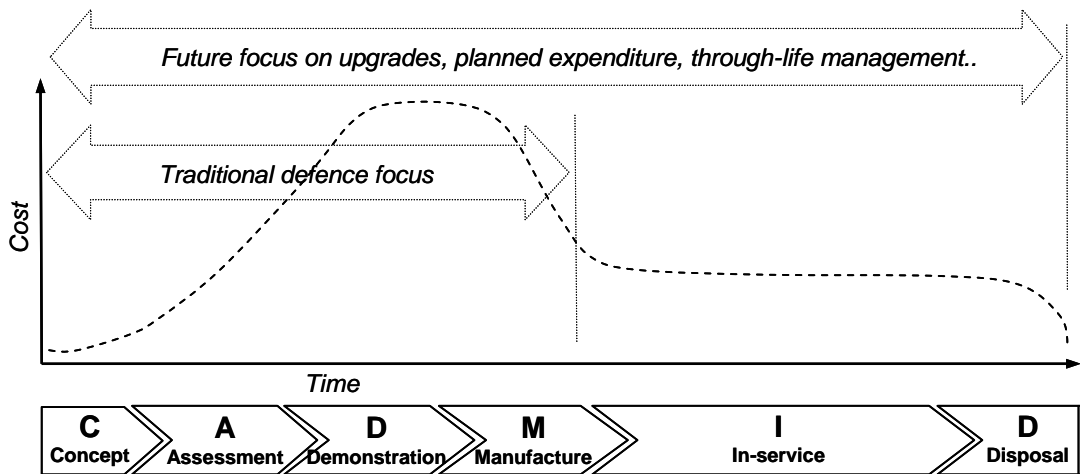 Future focus on upgrades, planned expenditure, through-life management..
Traditional defence focus
Cost
Time
C
Concept
A
Assessment
D
Demonstration
M
Manufacture
I
In-service
D
Disposal